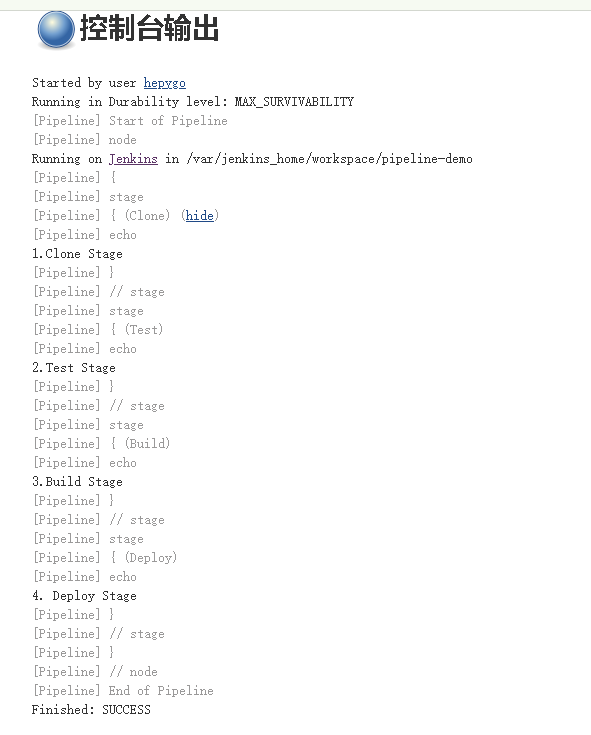 控制台输出
Started by user hepygo
Running in Durability level: MAX_SURVIVABILITY
[Pipeline] Start of Pipeline
[Pipeline] node
Running on Jenkins in /var/jenkins_home/workspace/pipeline-demo
[Pipeline] {
[Pipeline] stage
[Pipeline] { (Clone) (hide)
[Pipeline] echo
1.Clone Stage
[Pipeline] }
[Pipeline] // stage
[Pipeline] stage
[Pipeline] { (Test)
[Pipeline] echo
2.Test Stage
[Pipeline] }
[Pipeline] // stage
[Pipeline] stage
[Pipeline] { (Build)
[Pipeline] echo
3.Build Stage
[Pipeline] }
[Pipeline] // stage
[Pipeline] stage
[Pipeline] { (Deploy)
[Pipeline] echo
4. Deploy Stage
[Pipeline] }
[Pipeline] // stage
[Pipeline] }
[Pipeline] // node
[Pipeline] End of Pipeline
Finished: SUCCESS